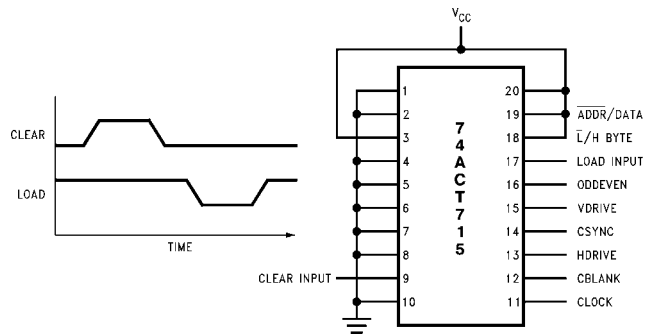 VCC
CLEAR
LOAD
TIME
CLEAR INPUT
1
2
3
4
5
6
7
8
9
10
74ACT715
20
19
18
17
16
15
14
13
12
11
ADDR/DATA
L/H BYTE
LOAD INPUT
ODDEVEN
VDRIVE
CSYNC
HDRIVE
CBLANK
CLOCK